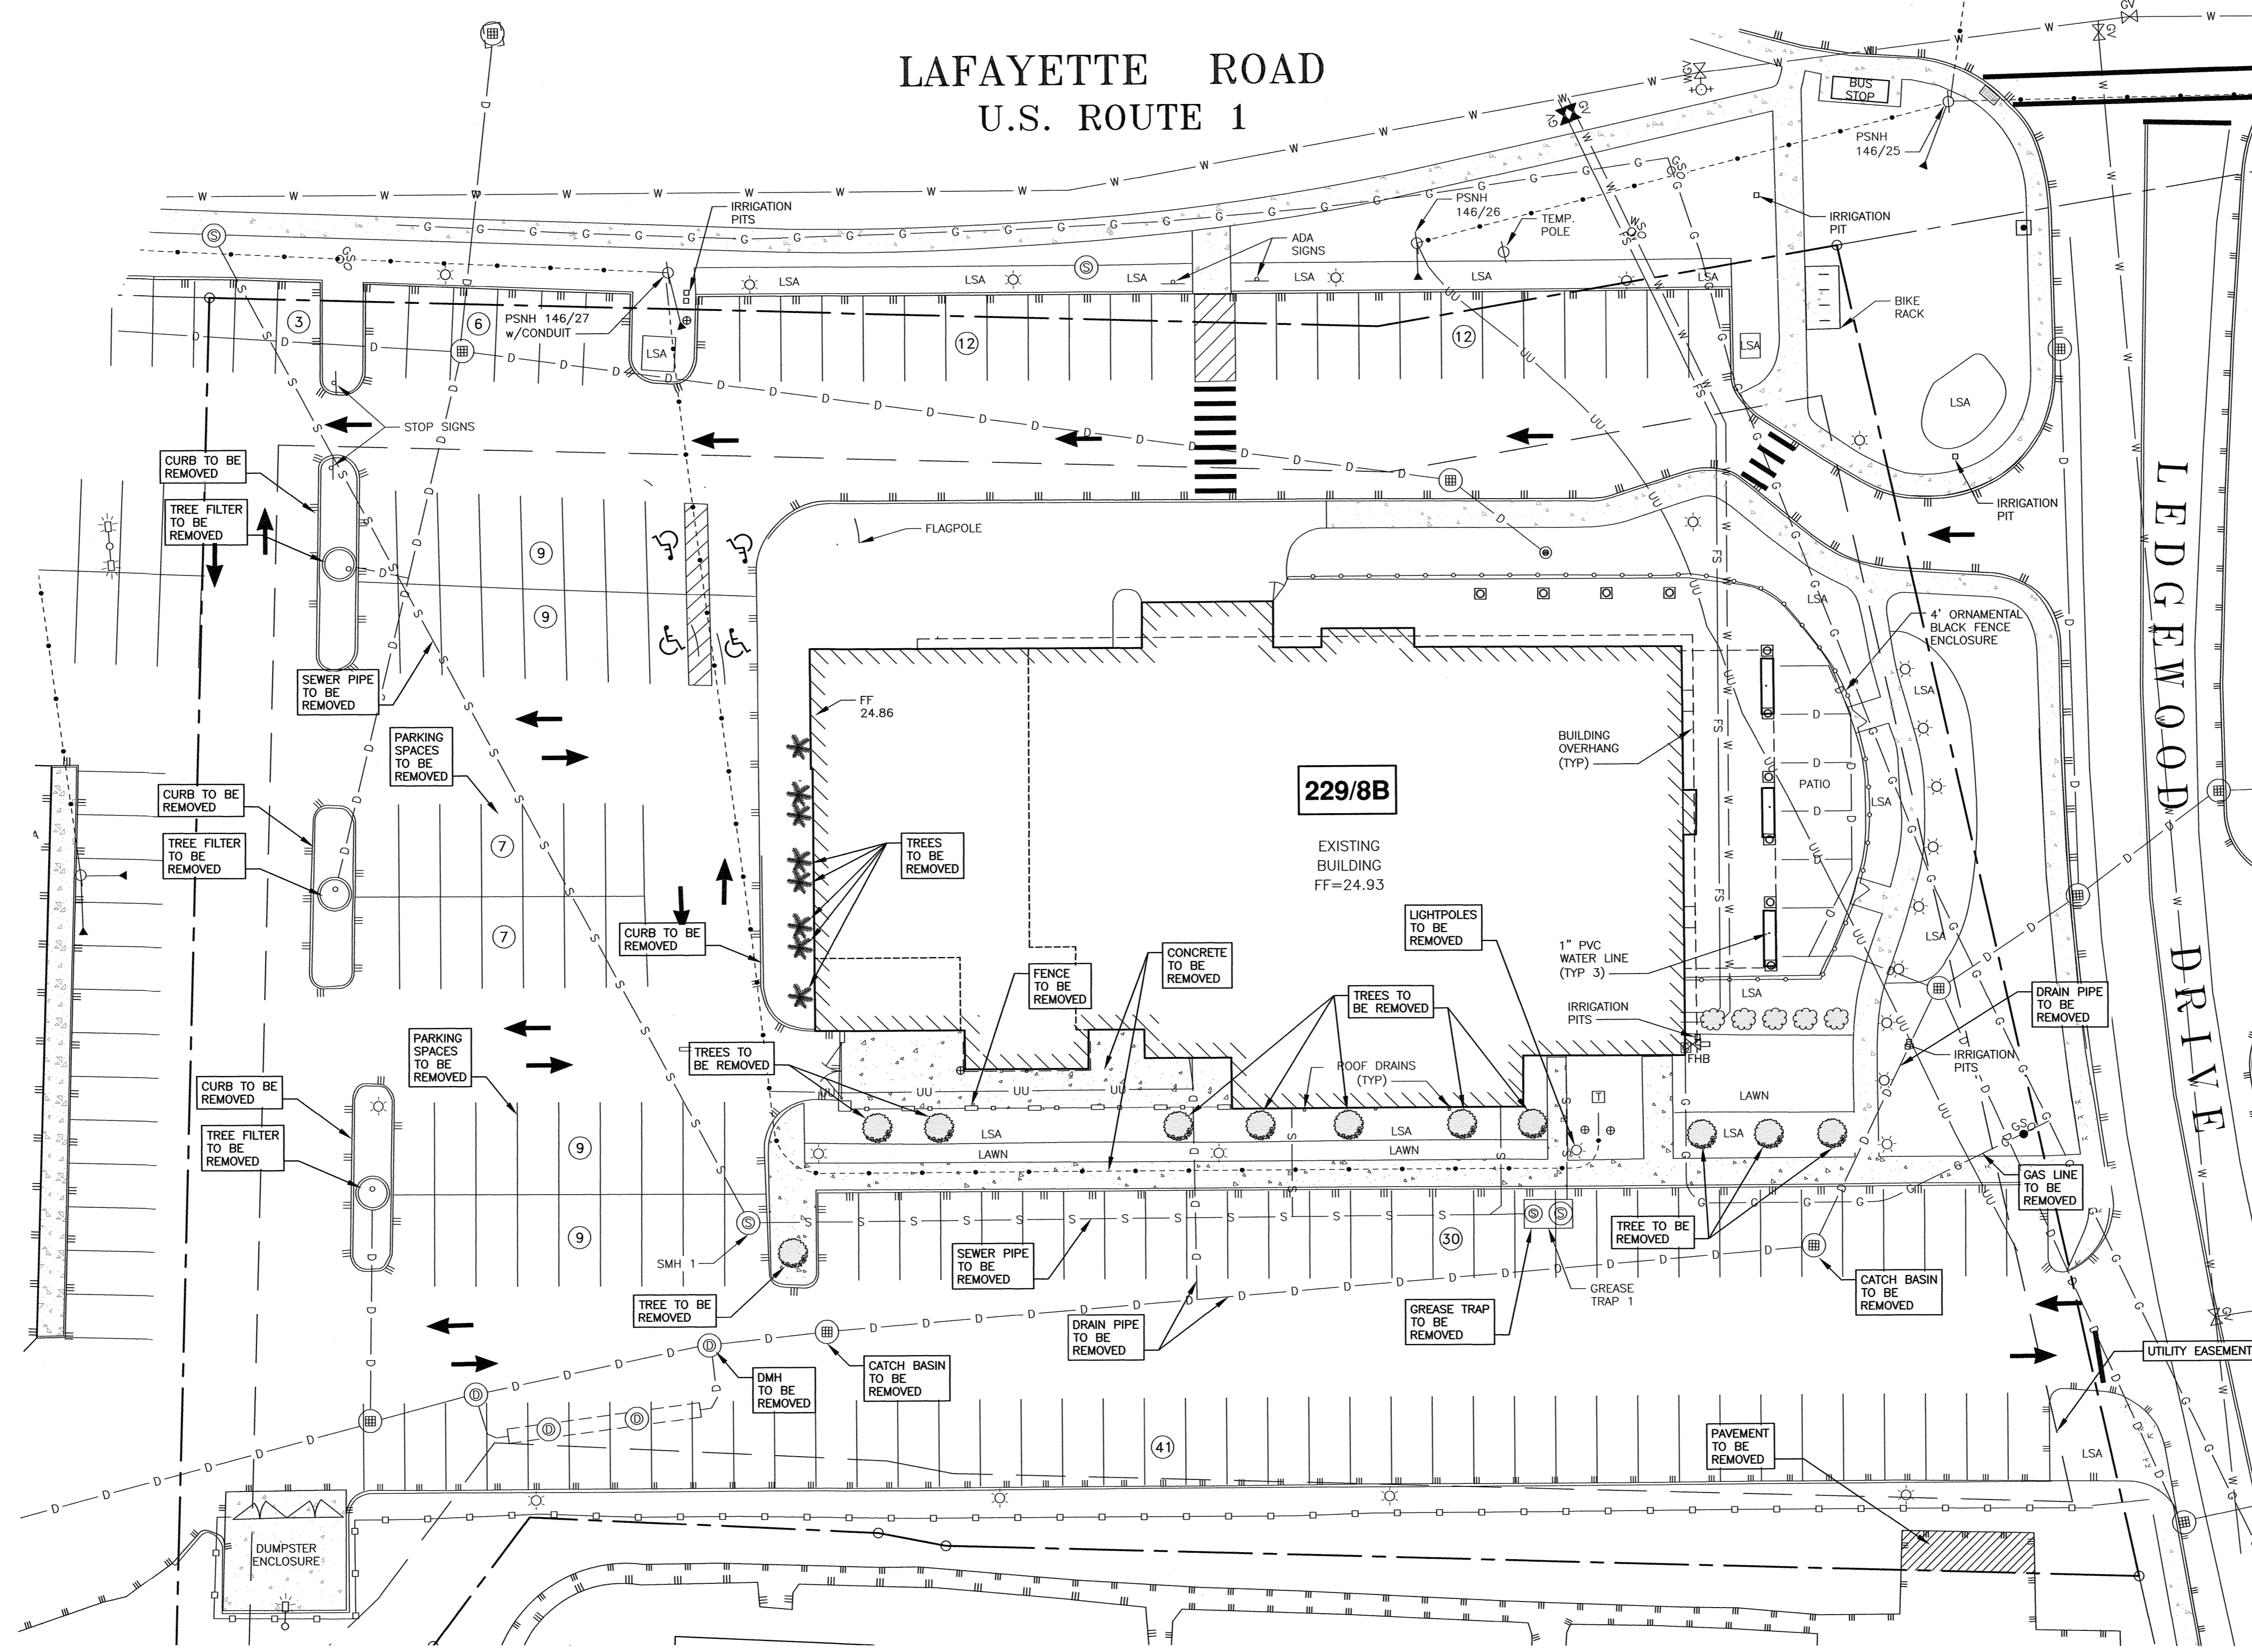 LAFAYETTE ROAD
U.S. ROUTE 1
BUS
STOP
PSNH
146/25
IRRIGATION
PITS
PSNH
146/26
TEMP.
POLE
IRRIGATION
PIT
ADA
SIGNS
LSA
LSA
LSA
LSA
LSA
LSA
BIKE
RACK
3
6
PSNH 146/27
w/CONDUIT
LSA
12
12
LSA
LSA
STOP SIGNS
CURB TO BE
REMOVED
TREE FILTER
TO BE
REMOVED
IRRIGATION
PIT
FLAGPOLE
9
9
LSA
4' ORNAMENTAL
BLACK FENCE
ENCLOSURE
LEDGEWOOD DRIVE
SEWER PIPE
TO BE
REMOVED
FF
24.86
LSA
PARKING
SPACES
TO BE
REMOVED
BUILDING
OVERHANG
(TYP)
229/8B
EXISTING
BUILDING
FF=24.93
PATIO
LSA
CURB TO BE
REMOVED
TREE FILTER
TO BE
REMOVED
7
7
TREES
TO BE
REMOVED
CURB TO BE
REMOVED
LIGHTPOLES
TO BE
REMOVED
LSA
1" PVC
WATER LINE
(TYP 3)
CONCRETE
TO BE
REMOVED
FENCE
TO BE
REMOVED
TREES TO
BE REMOVED
LSA
DRAIN PIPE
TO BE
REMOVED
IRRIGATION
PITS
FHB
IRRIGATION
PITS
PARKING
SPACES
TO BE
REMOVED
TREES TO
BE REMOVED
ROOF DRAINS
(TYP)
T
LAWN
CURB TO BE
REMOVED
TREE FILTER
TO BE
REMOVED
LSA
LSA
LSA
LAWN
LAWN
9
9
GAS LINE
TO BE
REMOVED
SMH 1
SEWER PIPE
TO BE
REMOVED
30
TREE TO BE
REMOVED
CATCH BASIN
TO BE
REMOVED
TREE TO BE
REMOVED
DRAIN PIPE
TO BE
REMOVED
GREASE TRAP
TO BE
REMOVED
GREASE
TRAP 1
UTILITY EASEMENT
DMH
TO BE
REMOVED
CATCH BASIN
TO BE
REMOVED
41
PAVEMENT
TO BE
REMOVED
LSA
DUMPSTER
ENCLOSURE